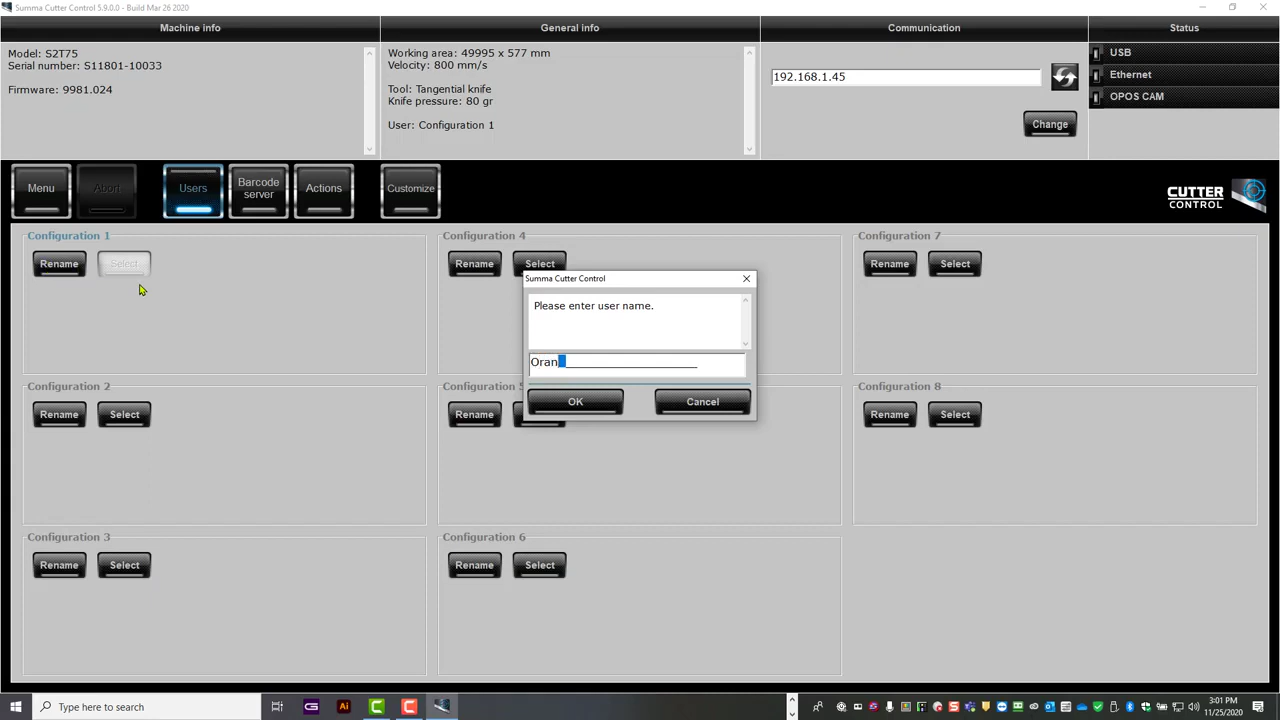 Summa Cutter Control 5.9.0.0 - Build Mar 26 2020
Machine info
General info
Communication
Status
Model: S2T75
Serial number: S11801-10033
Firmware: 9981.024
Working area: 49995 x 577 mm
Velocity: 800 mm/s
Tool: Tangential knife
Knife pressure: 80 gr
User: Configuration 1
192.168.1.45
Change
USB
Ethernet
OPOS CAM
Menu
Abort
Users
Barcode
server
Actions
Customize
CUTTER
CONTROL
Configuration 1
Rename
Select
Configuration 4
Rename
Select
Configuration 7
Rename
Select
Summa Cutter Control
Please enter user name.
Oran
OK
Cancel
Configuration 2
Rename
Select
Rename
Configuration 8
Rename
Select
Configuration 3
Rename
Select
Configuration 6
Rename
Select
Type here to search
3:01 PM
11/25/2020